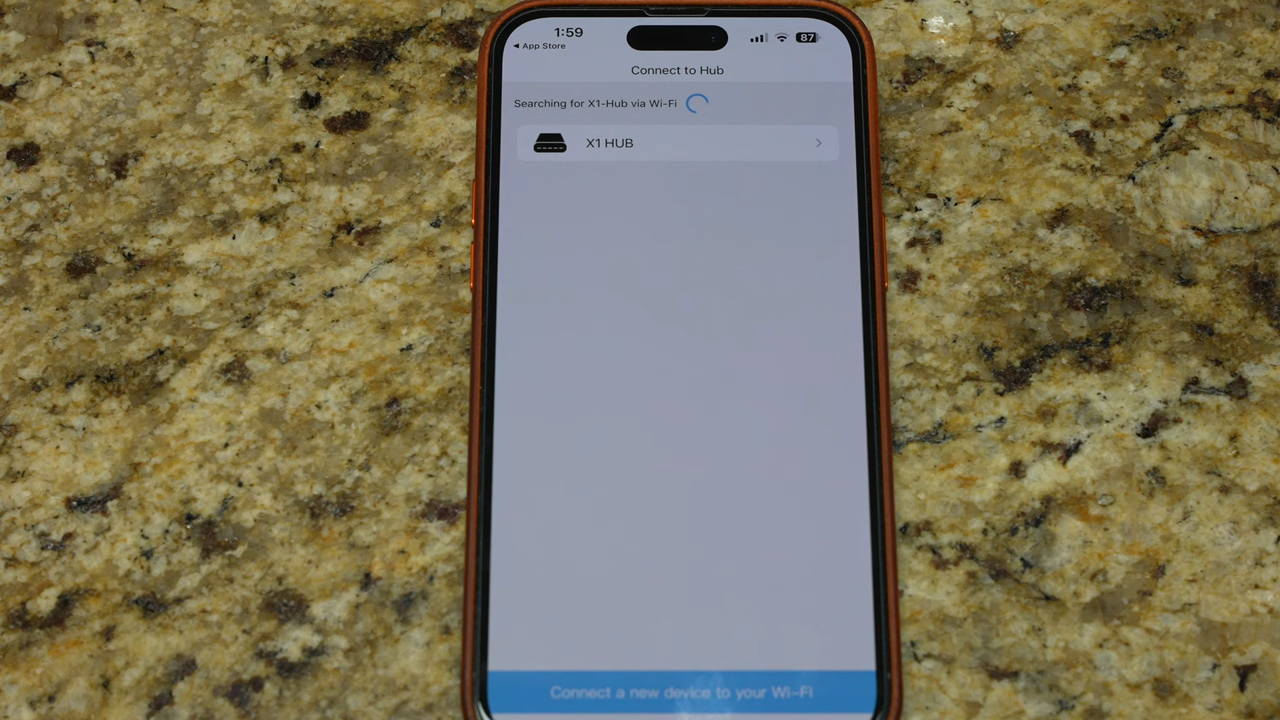 1:59
87
◀ App Store
Connect to Hub
Searching for X1-Hub via Wi-Fi
X1 HUB
Connect a new device to your Wi-Fi